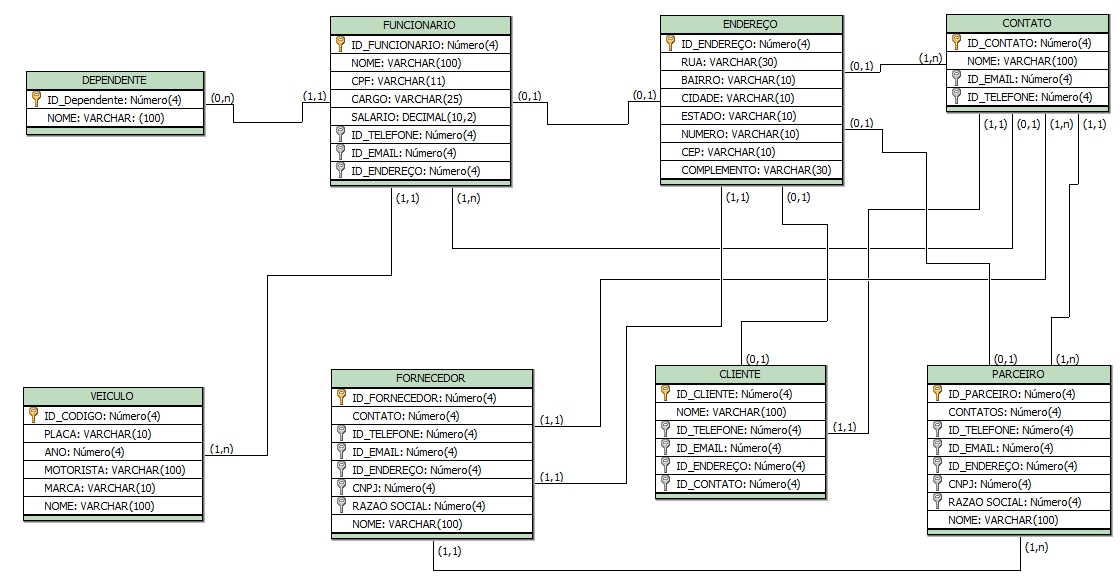 FUNCIONARIO
ID_FUNCIONARIO: Número(4)
NOME: VARCHAR(100)
CPF: VARCHAR(11)
CARGO: VARCHAR(25)
SALARIO: DECIMAL(10,2)
ID_TELEFONE: Número(4)
ID_EMAIL: Número(4)
ID_ENDEREÇO: Número(4)
ENDEREÇO
ID_ENDEREÇO: Número(4)
RUA: VARCHAR(30)
BAIRRO: VARCHAR(10)
CIDADE: VARCHAR(10)
ESTADO: VARCHAR(10)
NUMERO: VARCHAR(10)
CEP: VARCHAR(10)
COMPLEMENTO: VARCHAR(30)
CONTATO
ID_CONTATO: Número(4)
NOME: VARCHAR(100)
ID_EMAIL: Número(4)
ID_TELEFONE: Número(4)
DEPENDENTE
ID_Dependente: Número(4)
NOME: VARCHAR: (100)
(0,n)
(1,1)
(0,1)
(0,1)
(0,1)
(1,n)
(0,1)
(1,1)
(0,1)
(1,n)
(1,1)
(1,1)
(1,n)
(1,1)
(0,1)
VEICULO
ID_CODIGO: Número(4)
PLACA: VARCHAR(10)
ANO: Número(4)
MOTORISTA: VARCHAR(100)
MARCA: VARCHAR(10)
NOME: VARCHAR(100)
(1,n)
FORNECEDOR
ID_FORNECEDOR: Número(4)
CONTATO: Número(4)
ID_TELEFONE: Número(4)
ID_EMAIL: Número(4)
ID_ENDEREÇO: Número(4)
CNPJ: Número(4)
RAZAO SOCIAL: Número(4)
NOME: VARCHAR(100)
(1,1)
(1,1)
(0,1)
CLIENTE
ID_CLIENTE: Número(4)
NOME: VARCHAR(100)
ID_TELEFONE: Número(4)
ID_EMAIL: Número(4)
ID_ENDEREÇO: Número(4)
ID_CONTATO: Número(4)
(1,1)
(0,1)
(1,n)
PARCEIRO
ID_PARCEIRO: Número(4)
CONTATOS: Número(4)
ID_TELEFONE: Número(4)
ID_EMAIL: Número(4)
ID_ENDEREÇO: Número(4)
CNPJ: Número(4)
RAZAO SOCIAL: Número(4)
NOME: VARCHAR(100)
(1,1)
(1,n)